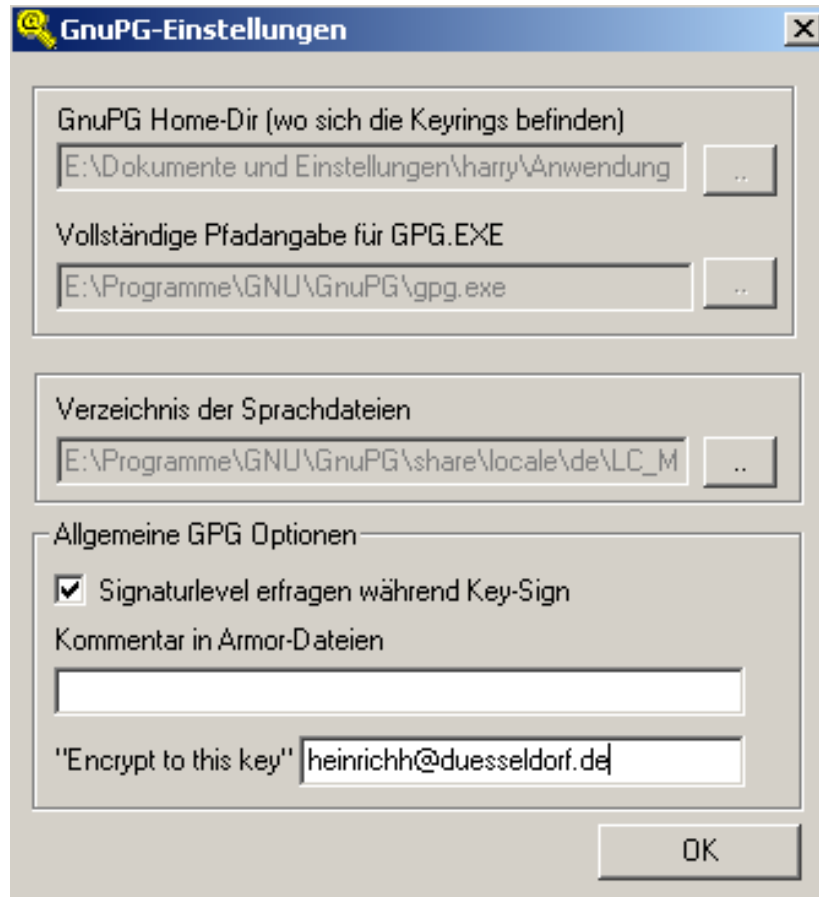 GnuPG-Einstellungen
GnuPG Home-Dir (wo sich die Keyrings befinden)
E:\Dokumente und Einstellungen\harry\Anwendung
..
Vollständige Pfadangabe für GPG.EXE
E:\Programme\GNU\GnuPG\gpg.exe
..
Verzeichnis der Sprachdateien
E:\Programme\GNU\GnuPG\share\locale\de\LC_M
..
Allgemeine GPG Optionen
Signaturlevel erfragen während Key-Sign
Kommentar in Armor-Dateien
"Encrypt to this key" heinrichh@duesseldorf.de
OK